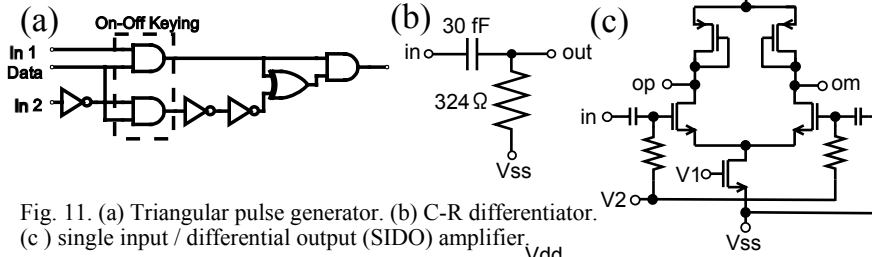 (a)
On-Off Keying
In 1
Data
In 2
(b)
30 fF
in
out
324 Ω
Vss
(c)
op
om
in
V1
V2
Vss
Fig. 11. (a) Triangular pulse generator. (b) C-R differentiator.
(c ) single input / differential output (SIDO) amplifier.
Vdd